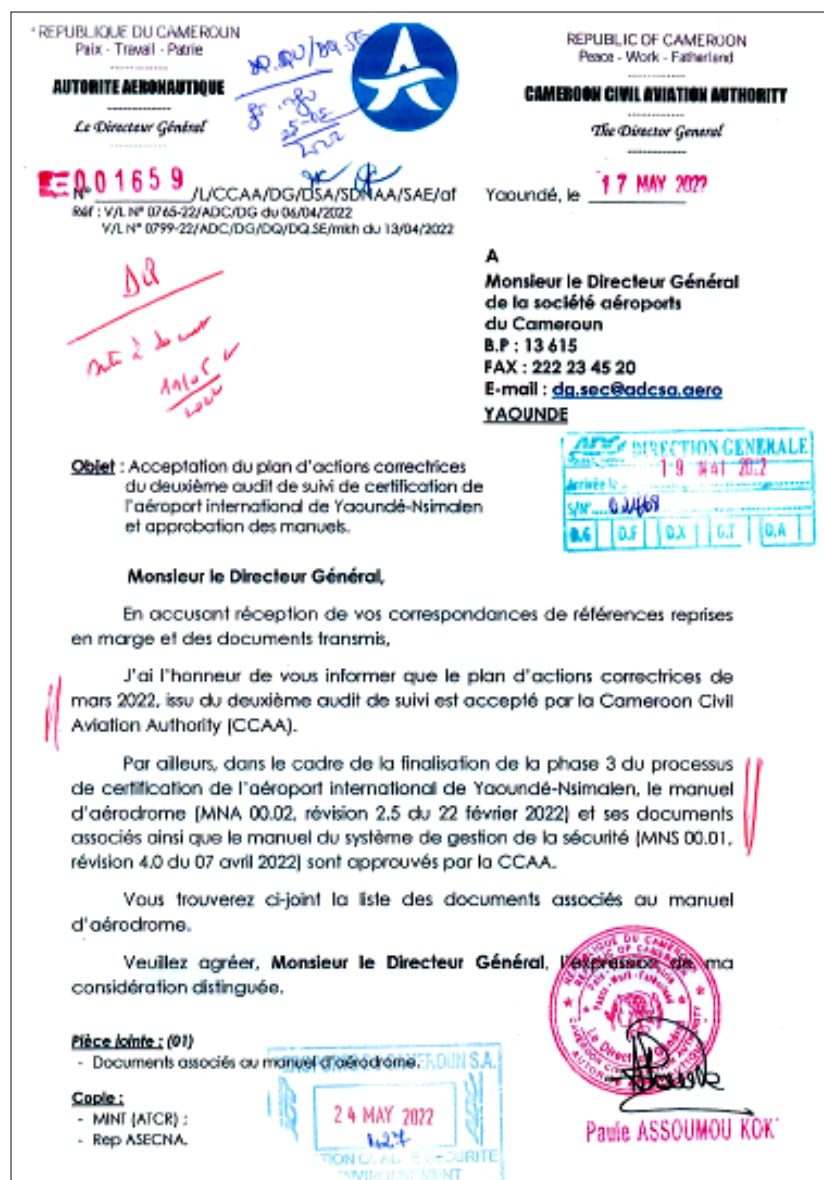 REPUBLIQUE DU CAMEROUN
Paix - Travail - Patrie
AUTORITE AERONAUTIQUE
Le Directeur Général
REPUBLIC OF CAMEROON
Peace - Work - Fatherland
CAMEROON CIVIL AVIATION AUTHORITY
The Director General
N° 001659 /L/CCAA/DG/DSA/SDNAA/SAE/af
Réf : V/L N° 0765-22/ADC/DG du 06/04/2022
V/L N° 0799-22/ADC/DG/DQ/DQ.SE/mkh du 13/04/2022
Yaoundé, le 17 MAY 2022
A
Monsieur le Directeur Général
de la société aéroports
du Cameroun
B.P : 13 615
FAX : 222 23 45 20
E-mail : dg.sec@adcsa.aero
YAOUNDE
DIRECTION GENERALE
19 MAI 2022
Arrivée le
S/N°
D.G D.F D.X D.T D.A
Objet : Acceptation du plan d'actions correctrices
du deuxième audit de suivi de certification de
l'aéroport international de Yaoundé-Nsimalen
et approbation des manuels.
Monsieur le Directeur Général,
En accusant réception de vos correspondances de références reprises
en marge et des documents transmis,
J'ai l'honneur de vous informer que le plan d'actions correctrices de
mars 2022, issu du deuxième audit de suivi est accepté par la Cameroon Civil
Aviation Authority (CCAA).
Par ailleurs, dans le cadre de la finalisation de la phase 3 du processus
de certification de l'aéroport international de Yaoundé-Nsimalen, le manuel
d'aérodrome (MNA 00.02, révision 2.5 du 22 février 2022) et ses documents
associés ainsi que le manuel du système de gestion de la sécurité (MNS 00.01,
révision 4.0 du 07 avril 2022) sont approuvés par la CCAA.
Vous trouverez ci-joint la liste des documents associés au manuel
d'aérodrome.
Veuillez agréer, Monsieur le Directeur Général, l'expression de ma
considération distinguée.
Pièce jointe : (01)
- Documents associés au manuel d'aérodrome.
Copie :
- MINT (ATCR) ;
- Rep ASECNA.
24 MAY 2022
Paule ASSOUMOU KOK